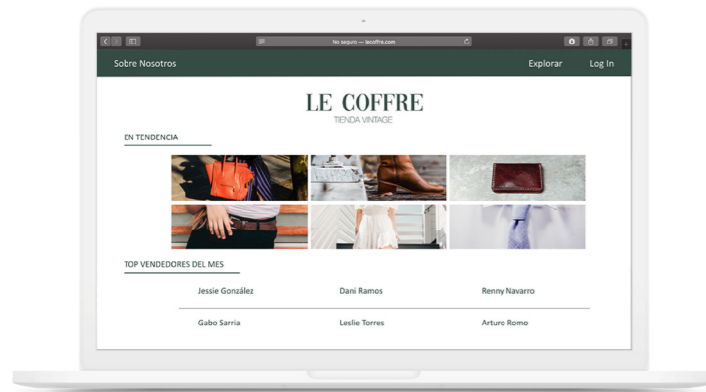 No seguro — lecoffre.com
Sobre Nosotros Explorar Log In
LE COFFRE
TIENDA VINTAGE
EN TENDENCIA
TOP VENDEDORES DEL MES
Jessie González Dani Ramos Renny Navarro
Gabo Sarria Leslie Torres Arturo Romo